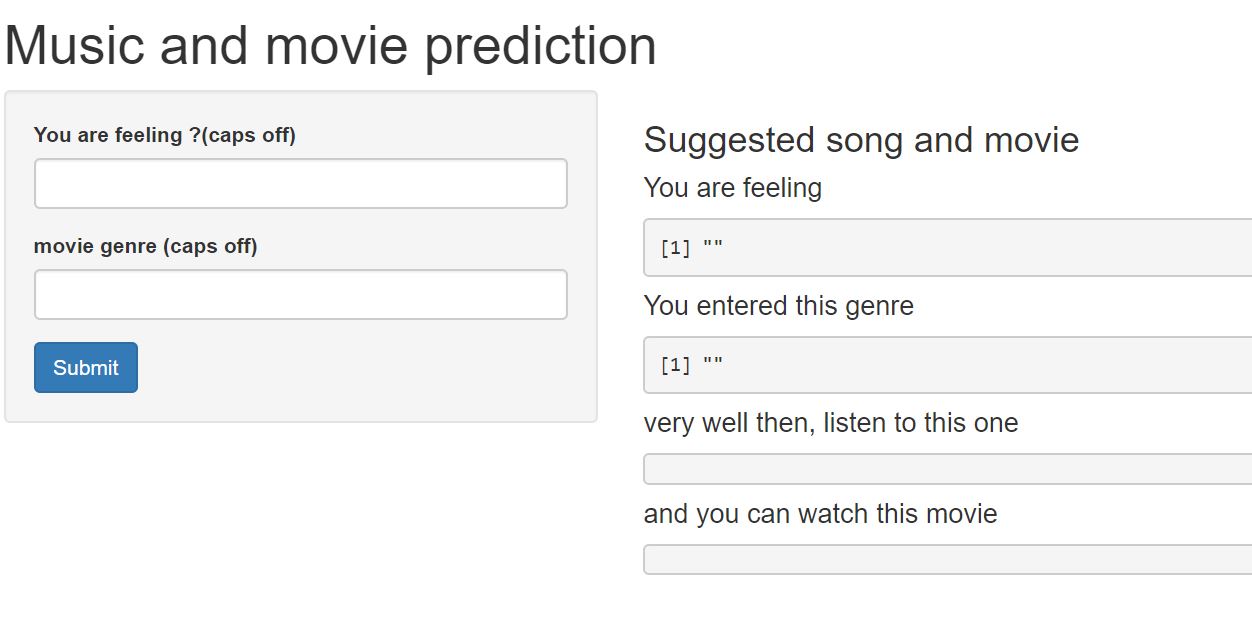 Music and movie prediction
You are feeling ?(caps off)
movie genre (caps off)
Submit
Suggested song and movie
You are feeling
[1] ""
You entered this genre
[1] ""
very well then, listen to this one
and you can watch this movie